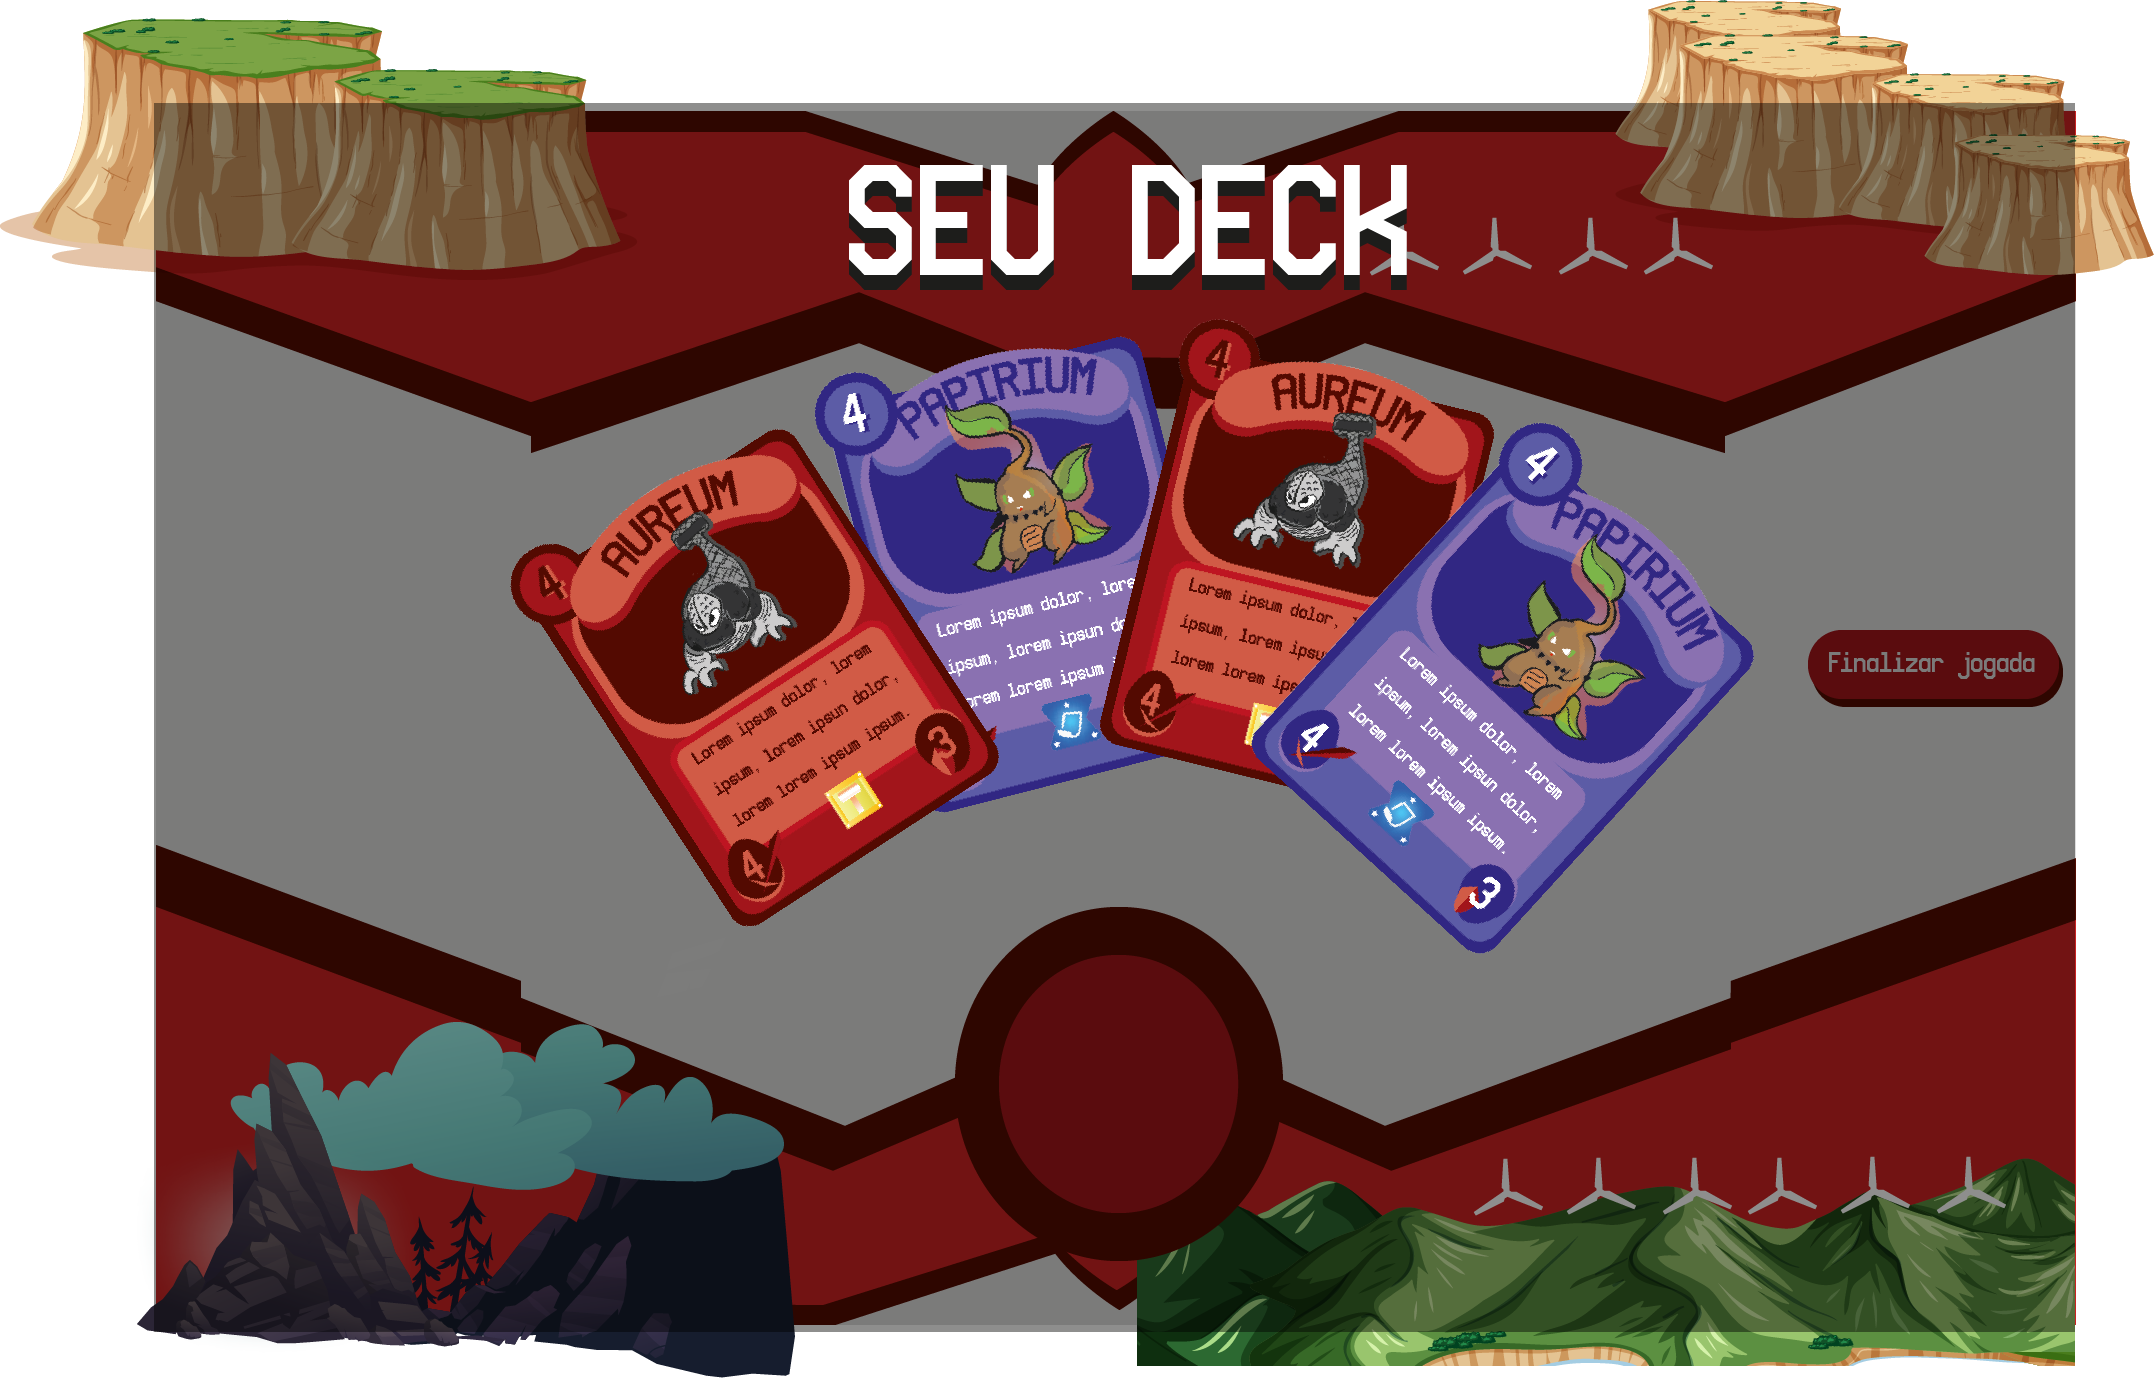 SEU DECK
4
AUREUM
Lorem ipsum dolor, lorem
ipsum, lorem ipsun dolor,
lorem lorem ipsum ipsum.
4
3
T
4
PAPIRIUM
Lorem ipsum dolor, lore
ipsum, lorem ipsun do
orem lorem ipsum
4
AUREUM
Lorem ipsum dolor,
ipsum, lorem ipsu
lorem lorem ips
4
4
PAPIRIUM
Lorem ipsum dolor, lorem
ipsum, lorem ipsun dolor,
lorem lorem ipsum ipsum.
4
3
Finalizar jogada